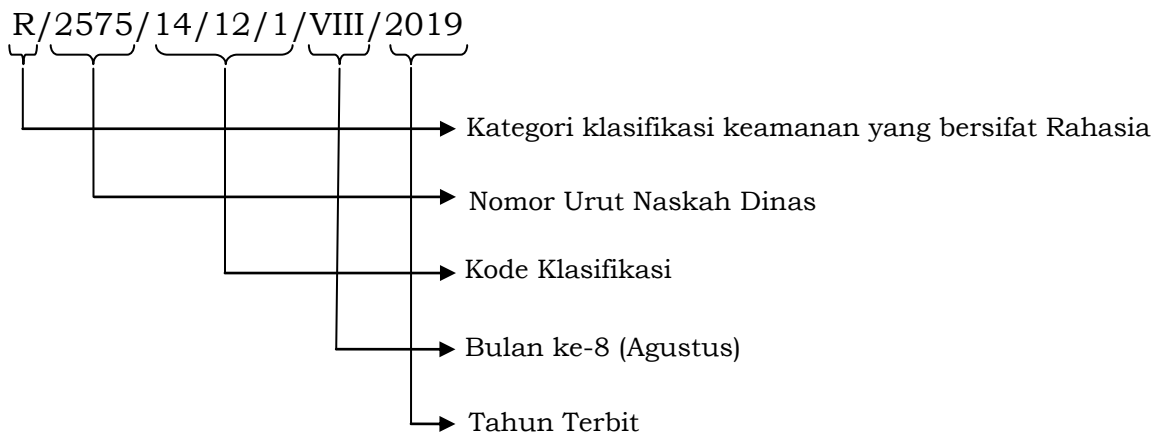 R/2575/14/12/1/VIII/2019
Kategori klasifikasi keamanan yang bersifat Rahasia
Nomor Urut Naskah Dinas
Kode Klasifikasi
Bulan ke-8 (Agustus)
Tahun Terbit